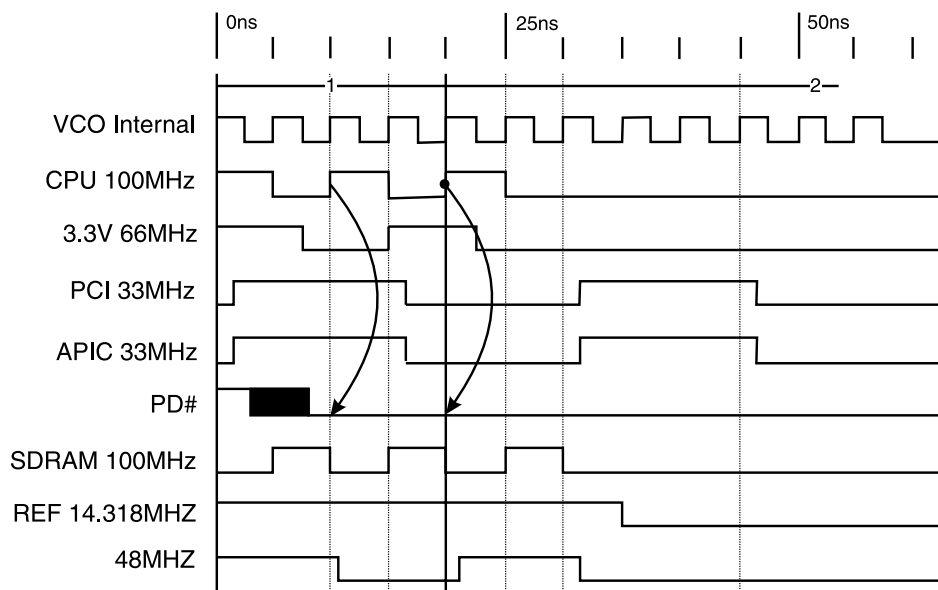 0ns
25ns
50ns
1
2
VCO Internal
CPU 100MHz
3.3V 66MHz
PCI 33MHz
APIC 33MHz
PD#
SDRAM 100MHz
REF 14.318MHZ
48MHZ